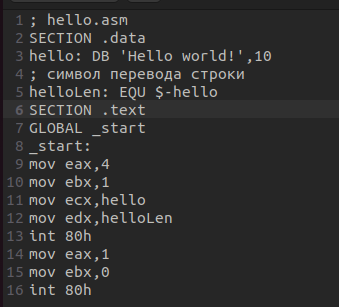 1 ; hello.asm
2 SECTION .data
3 hello: DB 'Hello world!',10
4 ; символ перевода строки
5 helloLen: EQU $-hello
6 SECTION .text
7 GLOBAL _start
8 _start:
9 mov eax,4
10 mov ebx,1
11 mov ecx,hello
12 mov edx,helloLen
13 int 80h
14 mov eax,1
15 mov ebx,0
16 int 80h